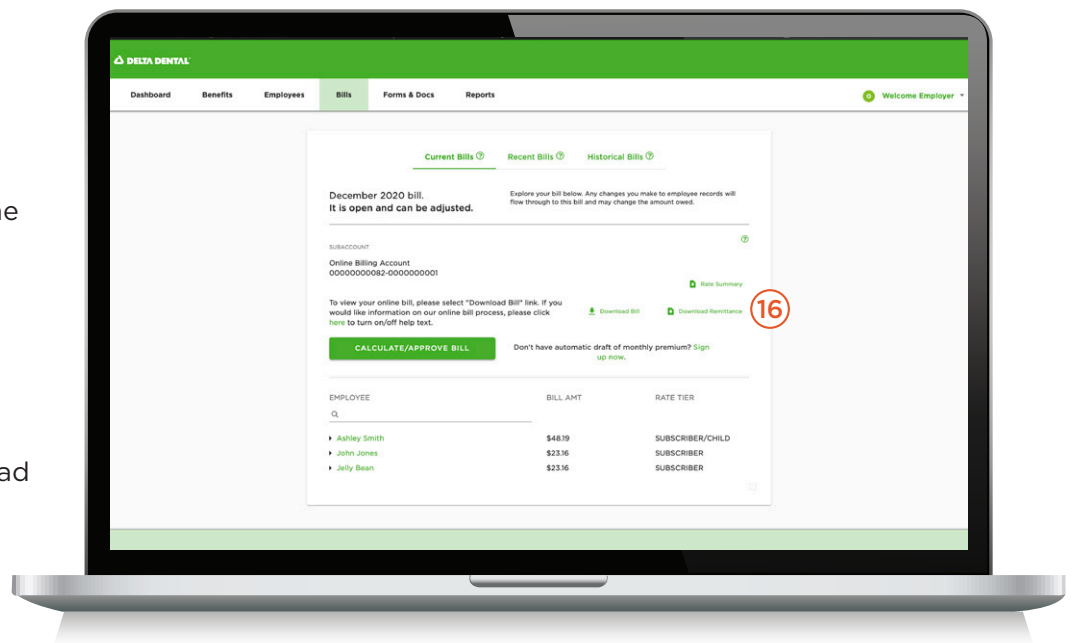 DELTA DENTAL
Dashboard Benefits Employees Bills Forms & Docs Reports Welcome Employer
Current Bills Recent Bills Historical Bills
December 2020 bill.
It is open and can be adjusted.
Explore your bill below. Any changes you make to employee records will
flow through to this bill and may change the amount owed.
ne
SUBACCOUNT
Online Billing Account
00000000082-0000000001
Rate Summary
To view your online bill, please select "Download Bill" link. If you
would like information on our online bill process, please click
here to turn on/off help text.
Download Bill Download Remittance 16
CALCULATE/APPROVE BILL
Don't have automatic draft of monthly premium? Sign
up now.
EMPLOYEE BILL AMT RATE TIER
Ashley Smith $48.19 SUBSCRIBER/CHILD
John Jones $23.16 SUBSCRIBER
Jelly Bean $23.16 SUBSCRIBER
ad